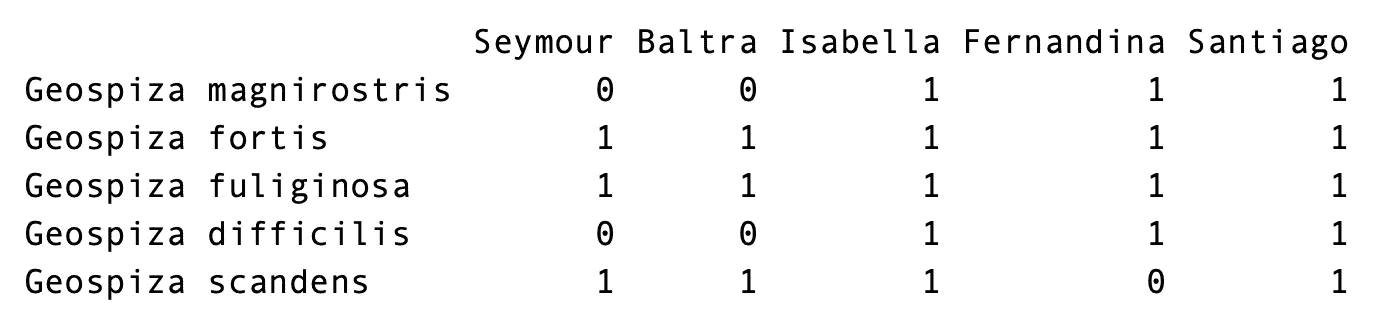 Seymour Baltra Isabella Fernandina Santiago
Geospiza magnirostris 0 0 1 1 1
Geospiza fortis 1 1 1 1 1
Geospiza fuliginosa 1 1 1 1 1
Geospiza difficilis 0 0 1 1 1
Geospiza scandens 1 1 1 0 1